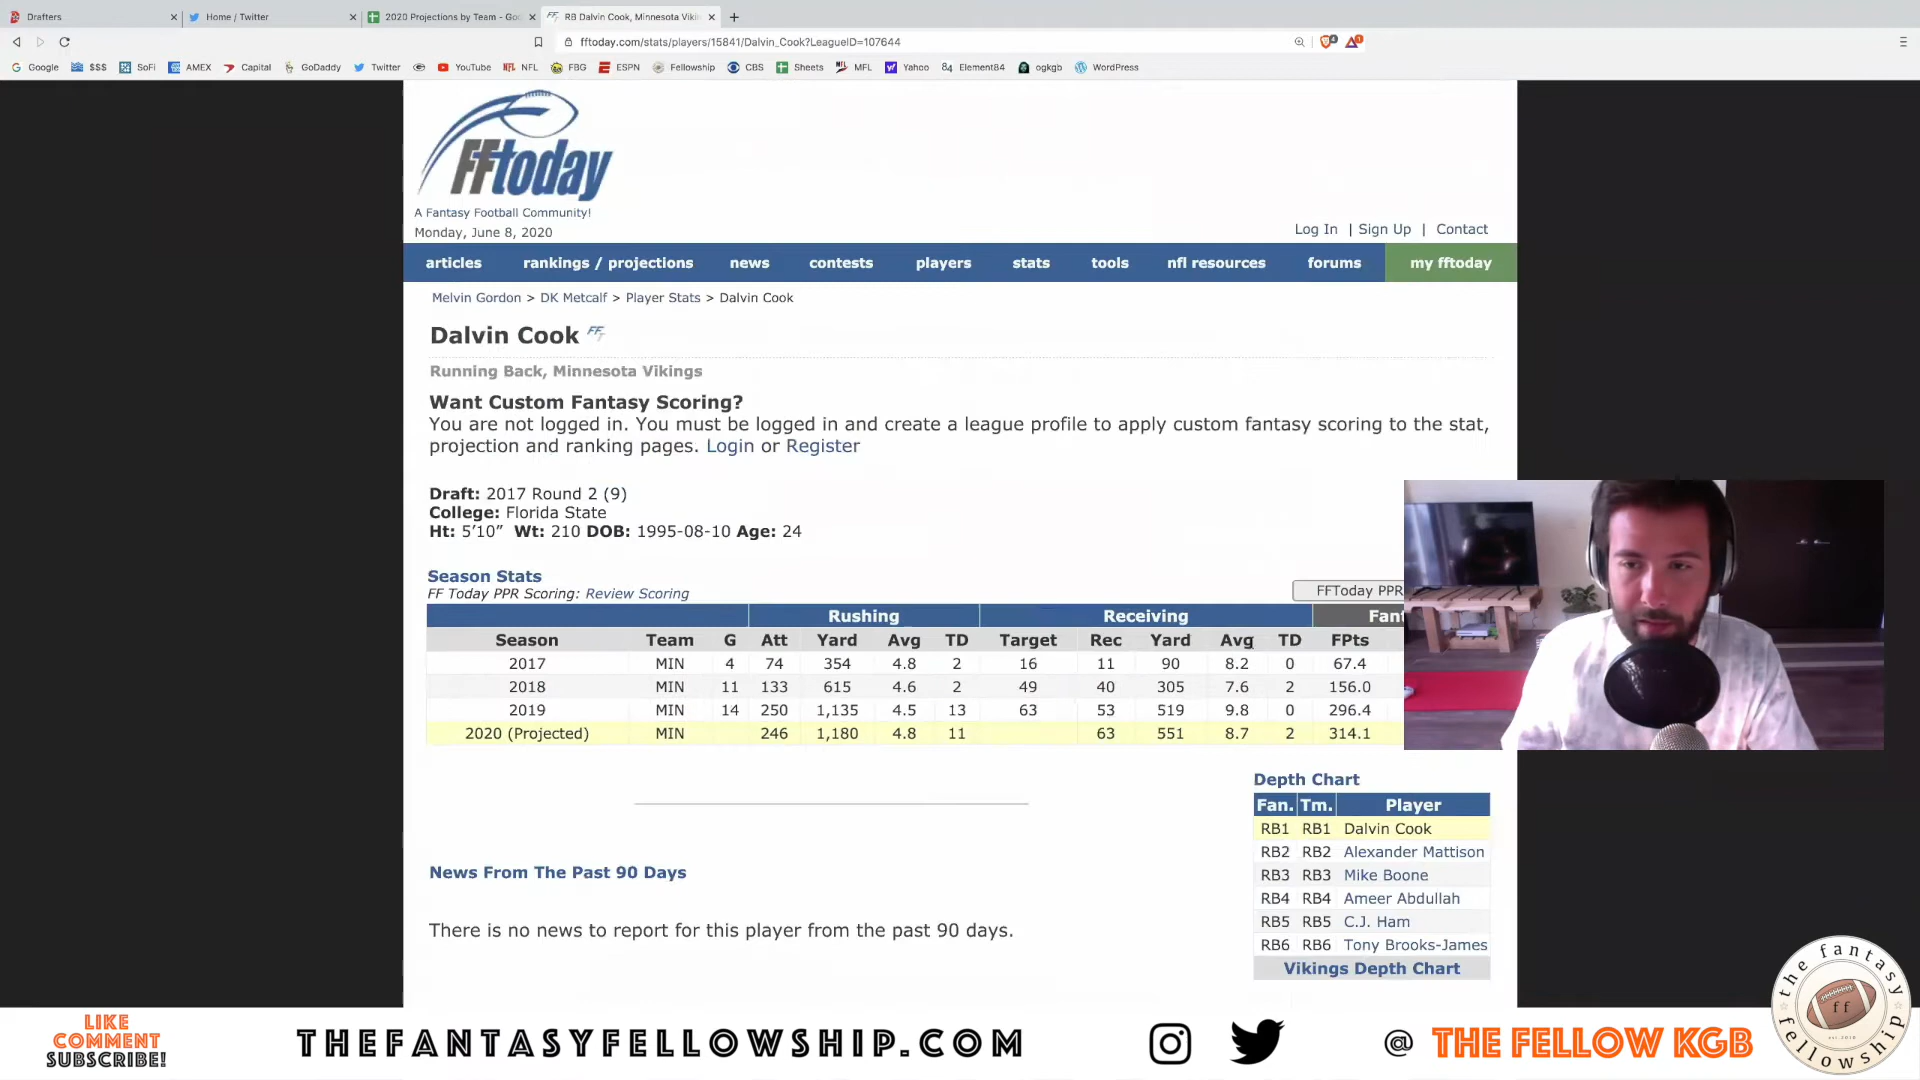 Drafters
Home / Twitter
2020 Projections by Team - Goo
RB Dalvin Cook, Minnesota Viki
fftoday.com/stats/players/15841/Dalvin_Cook?LeagueID=107644
Google $$$ SoFi AMEX Capital GoDaddy Twitter YouTube NFL FBG ESPN Fellowship CBS Sheets MFL Yahoo Element84 ogkgb WordPress
FFtoday
A Fantasy Football Community!
Monday, June 8, 2020
Log In | Sign Up | Contact
articles rankings / projections news contests players stats tools nfl resources forums my fftoday
Melvin Gordon > DK Metcalf > Player Stats > Dalvin Cook
Dalvin Cook
Running Back, Minnesota Vikings
Want Custom Fantasy Scoring?
You are not logged in. You must be logged in and create a league profile to apply custom fantasy scoring to the stat,
projection and ranking pages. Login or Register
Draft: 2017 Round 2 (9)
College: Florida State
Ht: 5'10" Wt: 210 DOB: 1995-08-10 Age: 24
Season Stats
FF Today PPR Scoring: Review Scoring
FFToday PPR
Rushing Receiving Fant
Season Team G Att Yard Avg TD Target Rec Yard Avg TD FPts
2017 MIN 4 74 354 4.8 2 16 11 90 8.2 0 67.4
2018 MIN 11 133 615 4.6 2 49 40 305 7.6 2 156.0
2019 MIN 14 250 1,135 4.5 13 63 53 519 9.8 0 296.4
2020 (Projected) MIN 246 1,180 4.8 11 63 551 8.7 2 314.1
Depth Chart
Fan. Tm. Player
RB1 RB1 Dalvin Cook
RB2 RB2 Alexander Mattison
RB3 RB3 Mike Boone
RB4 RB4 Ameer Abdullah
RB5 RB5 C.J. Ham
RB6 RB6 Tony Brooks-James
Vikings Depth Chart
News From The Past 90 Days
There is no news to report for this player from the past 90 days.
LIKE
COMMENT
SUBSCRIBE!
THEFANTASYFELLOWSHIP.COM
@ THE FELLOW KGB
the fantasy
ff
fellowship